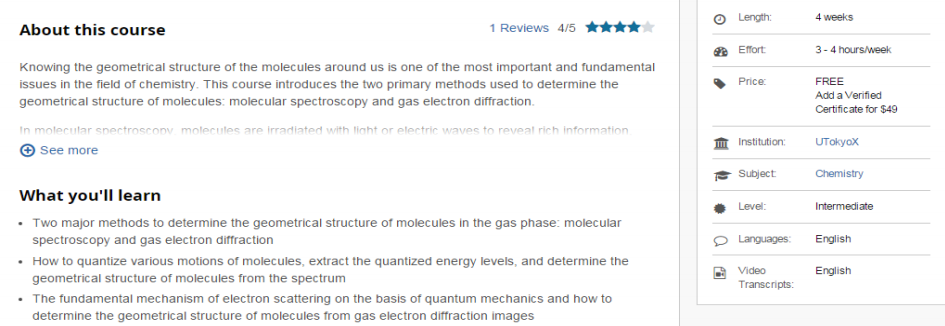 About this course
1 Reviews 4/5
Knowing the geometrical structure of the molecules around us is one of the most important and fundamental
issues in the field of chemistry. This course introduces the two primary methods used to determine the
geometrical structure of molecules: molecular spectroscopy and gas electron diffraction.
In molecular spectroscopy, molecules are irradiated with light or electric waves to reveal rich information,
See more
What you'll learn
• Two major methods to determine the geometrical structure of molecules in the gas phase: molecular
spectroscopy and gas electron diffraction
• How to quantize various motions of molecules, extract the quantized energy levels, and determine the
geometrical structure of molecules from the spectrum
• The fundamental mechanism of electron scattering on the basis of quantum mechanics and how to
determine the geometrical structure of molecules from gas electron diffraction images
Length: 4 weeks
Effort: 3 - 4 hours/week
Price: FREE
Add a Verified
Certificate for $49
Institution: UTokyoX
Subject: Chemistry
Level: Intermediate
Languages: English
Video English
Transcripts: